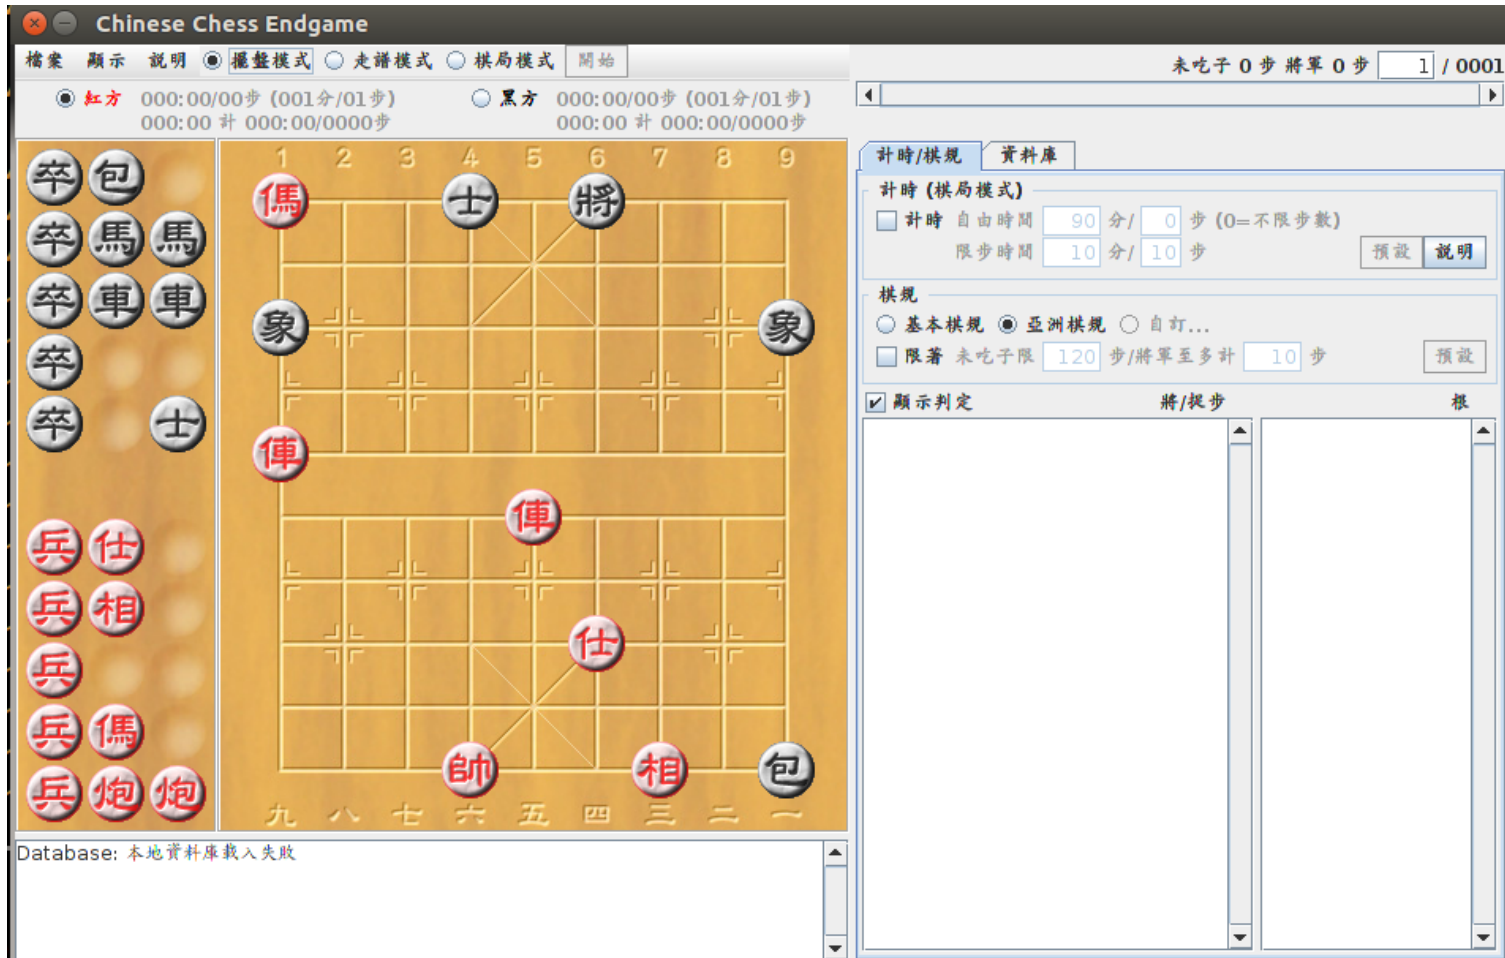 Chinese Chess Endgame
檔案 顯示 說明 擺盤模式 走譜模式 棋局模式 開始
未吃子 0 步 將軍 0 步 1 / 0001
紅方 000:00/00步 (001分/01步) 黑方 000:00/00步 (001分/01步)
000:00 計 000:00/0000步 000:00 計 000:00/0000步
計時/棋規 資料庫
計時 (棋局模式)
計時 自由時間 90 分/ 0 步 (0=不限步數)
限步時間 10 分/ 10 步 預設 說明
棋規
基本棋規 亞洲棋規 自訂...
限著 未吃子限 120 步/將軍至多計 10 步 預設
顯示判定 將/捉步 根
卒 包
卒 馬 馬
卒 車 車
卒
卒 士
兵 仕
兵 相
兵
兵 傌
兵 炮 炮
1 2 3 4 5 6 7 8 9
傌 士 將
象 象
俥
俥
仕
帥 相 包
九 八 七 六 五 四 三 二 一
Database: 本地資料庫載入失敗